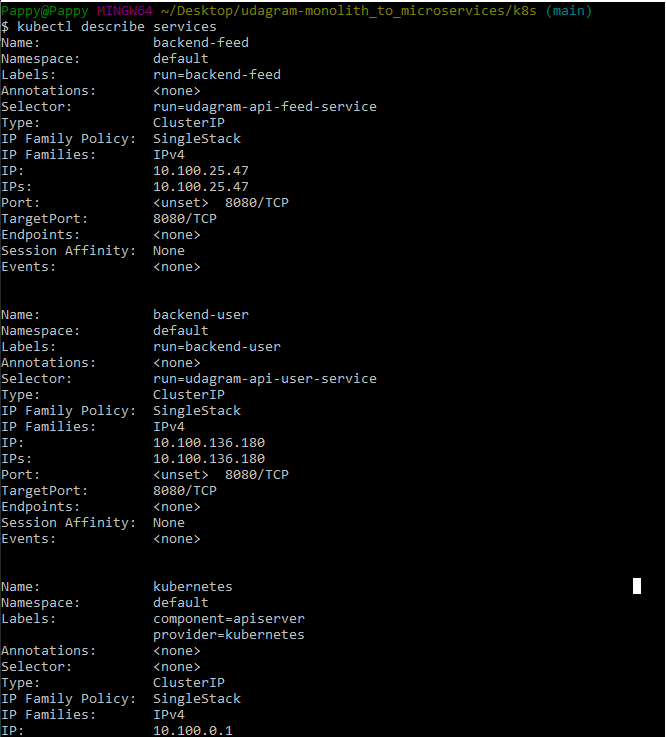 Pappy@Pappy MINGW64 ~/Desktop/udagram-monolith_to_microservices/k8s (main)
$ kubectl describe services
Name:              backend-feed
Namespace:         default
Labels:            run=backend-feed
Annotations:       <none>
Selector:          run=udagram-api-feed-service
Type:              ClusterIP
IP Family Policy:  SingleStack
IP Families:       IPv4
IP:                10.100.25.47
IPs:               10.100.25.47
Port:              <unset>  8080/TCP
TargetPort:        8080/TCP
Endpoints:         <none>
Session Affinity:  None
Events:            <none>

Name:              backend-user
Namespace:         default
Labels:            run=backend-user
Annotations:       <none>
Selector:          run=udagram-api-user-service
Type:              ClusterIP
IP Family Policy:  SingleStack
IP Families:       IPv4
IP:                10.100.136.180
IPs:               10.100.136.180
Port:              <unset>  8080/TCP
TargetPort:        8080/TCP
Endpoints:         <none>
Session Affinity:  None
Events:            <none>

Name:              kubernetes
Namespace:         default
Labels:            component=apiserver
                   provider=kubernetes
Annotations:       <none>
Selector:          <none>
Type:              ClusterIP
IP Family Policy:  SingleStack
IP Families:       IPv4
IP:                10.100.0.1